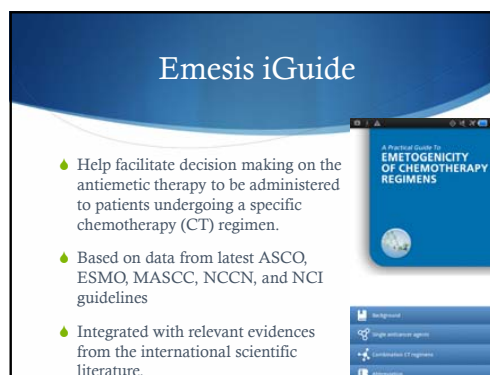 Emesis iGuide
Help facilitate decision making on the
antiemetic therapy to be administered
to patients undergoing a specific
chemotherapy (CT) regimen.
Based on data from latest ASCO,
ESMO, MASCC, NCCN, and NCI
guidelines
Integrated with relevant evidences
from the international scientific
literature.
A Practical Guide To
EMETOGENICITY
OF CHEMOTHERAPY
REGIMENS
Background
Single anticancer agents
Combination CT regimens